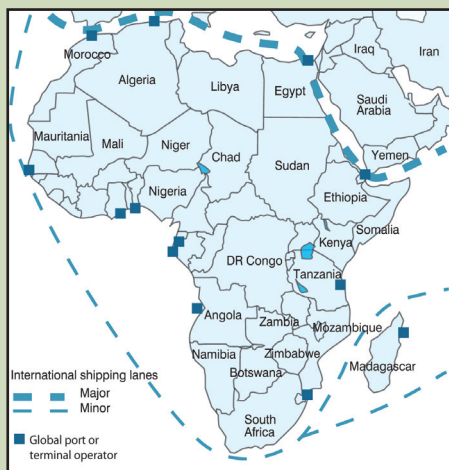 Morocco
Iraq
Iran
Algeria
Libya
Egypt
Saudi
Arabia
Mauritania
Mali
Niger
Chad
Sudan
Yemen
Nigeria
Ethiopia
Somalia
Kenya
DR Congo
Tanzania
Angola
Zambia
Mozambique
Namibia
Zimbabwe
Botswana
Madagascar
South
Africa
International shipping lanes
Major
Minor
Global port or
terminal operator